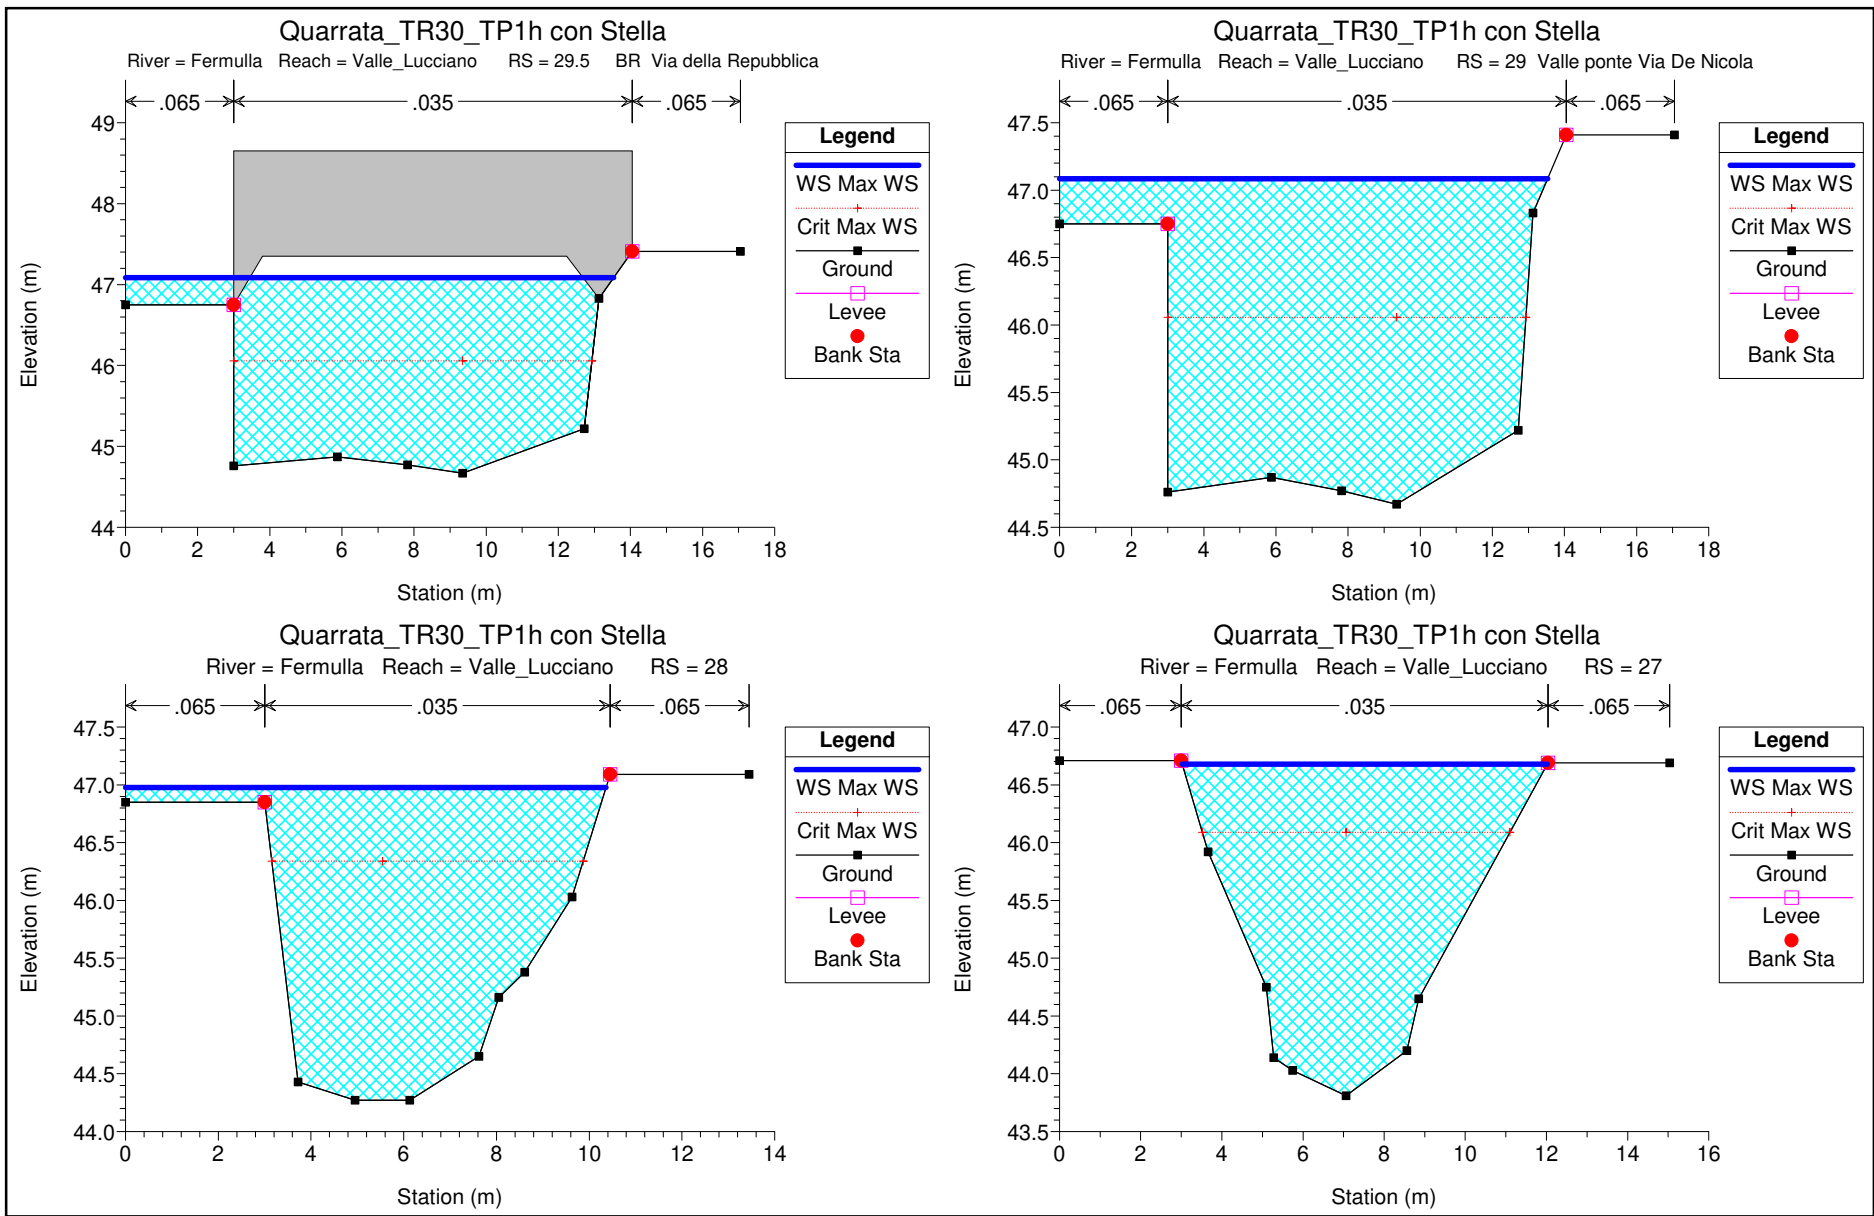 Quarrata_TR30_TP1h con Stella
River = Fermulla Reach = Valle_Lucciano RS = 29.5 BR Via della Repubblica
.065 .035 .065
49
48
47
46
45
44
Elevation (m)
0 2 4 6 8 10 12 14 16 18
Station (m)
Legend
WS Max WS
Crit Max WS
Ground
Levee
Bank Sta
Quarrata_TR30_TP1h con Stella
River = Fermulla Reach = Valle_Lucciano RS = 29 Valle ponte Via De Nicola
.065 .035 .065
47.5
47.0
46.5
46.0
45.5
45.0
44.5
Elevation (m)
0 2 4 6 8 10 12 14 16 18
Station (m)
Legend
WS Max WS
Crit Max WS
Ground
Levee
Bank Sta
Quarrata_TR30_TP1h con Stella
River = Fermulla Reach = Valle_Lucciano RS = 28
.065 .035 .065
47.5
47.0
46.5
46.0
45.5
45.0
44.5
44.0
Elevation (m)
0 2 4 6 8 10 12 14
Station (m)
Legend
WS Max WS
Crit Max WS
Ground
Levee
Bank Sta
Quarrata_TR30_TP1h con Stella
River = Fermulla Reach = Valle_Lucciano RS = 27
.065 .035 .065
47.0
46.5
46.0
45.5
45.0
44.5
44.0
43.5
Elevation (m)
0 2 4 6 8 10 12 14 16
Station (m)
Legend
WS Max WS
Crit Max WS
Ground
Levee
Bank Sta